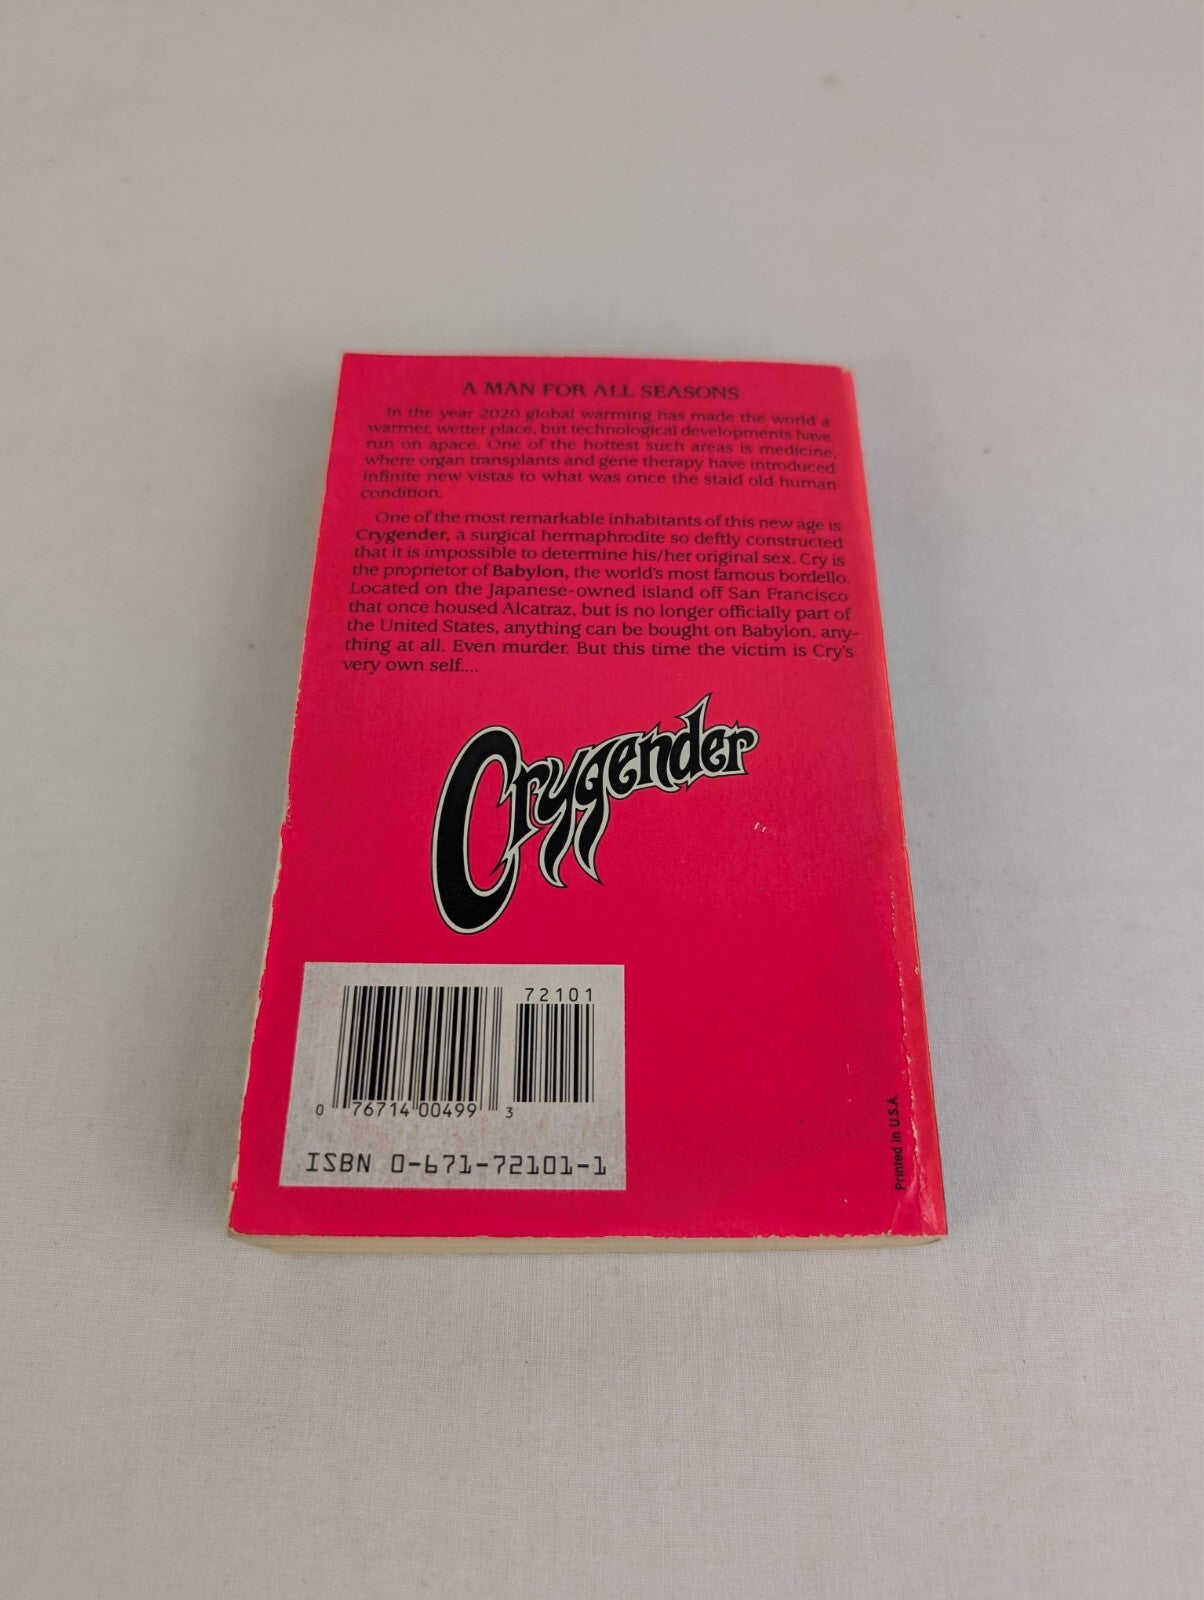 A MAN FOR ALL SEASONS
In the year 2020 global warming has made the world a
warmer, wetter place, but technological developments have
run on apace. One of the hottest such areas is medicine,
where organ transplants and gene therapy have introduced
infinite new vistas to what was once the staid old human
condition.
One of the most remarkable inhabitants of this new age is
Crygender, a surgical hermaphrodite so deftly constructed
that it is impossible to determine his/her original sex. Cry is
the proprietor of Babylon, the world's most famous bordello.
Located on the Japanese-owned island off San Francisco
that once housed Alcatraz, but is no longer officially part of
the United States, anything can be bought on Babylon, any-
thing at all. Even murder. But this time the victim is Cry's
very own self....
Crygender
72101
0 76714 00499 3
ISBN 0-671-72101-1
Printed in U.S.A.